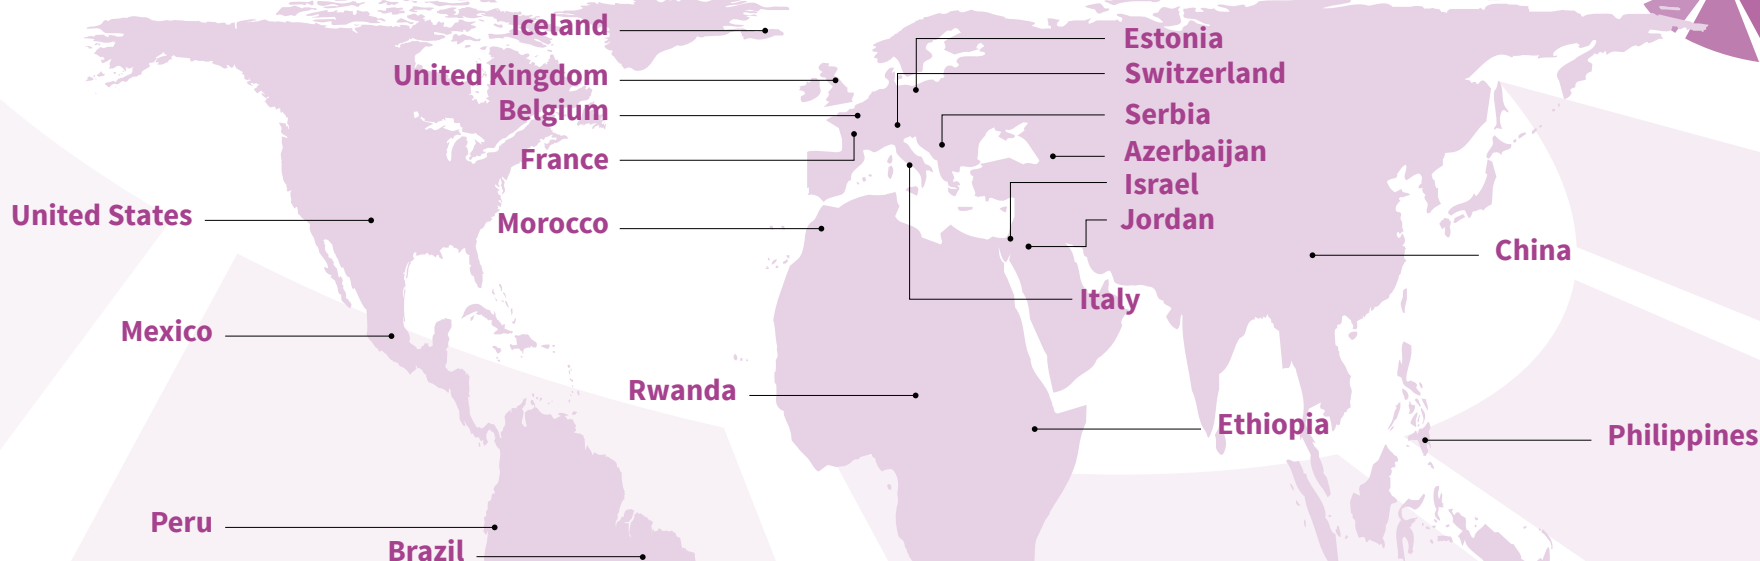 Iceland
United Kingdom
Belgium
France
United States
Morocco
Mexico
Rwanda
Peru
Brazil
Estonia
Switzerland
Serbia
Azerbaijan
Israel
Jordan
China
Italy
Ethiopia
Philippines